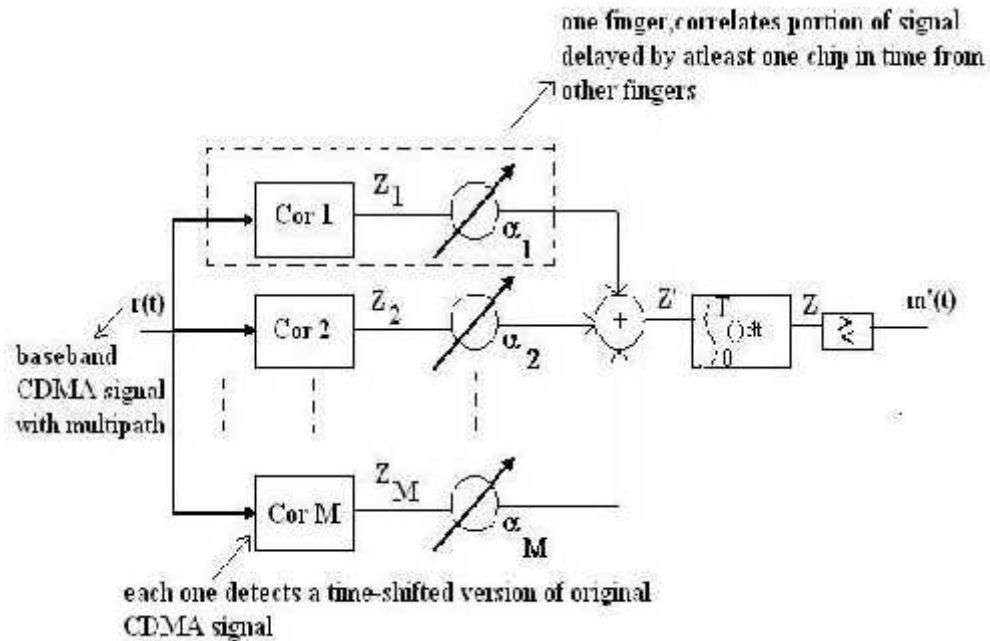 one finger,correlates portion of signal
delayed by atleast one chip in time from
other fingers
Cor 1
Z1
α1
r(t)
Cor 2
Z2
α2
+
Z'
T
∫ ( ) dt
0
Z
≷
m'(t)
baseband
CDMA signal
with multipath
Cor M
ZM
αM
each one detects a time-shifted version of original
CDMA signal